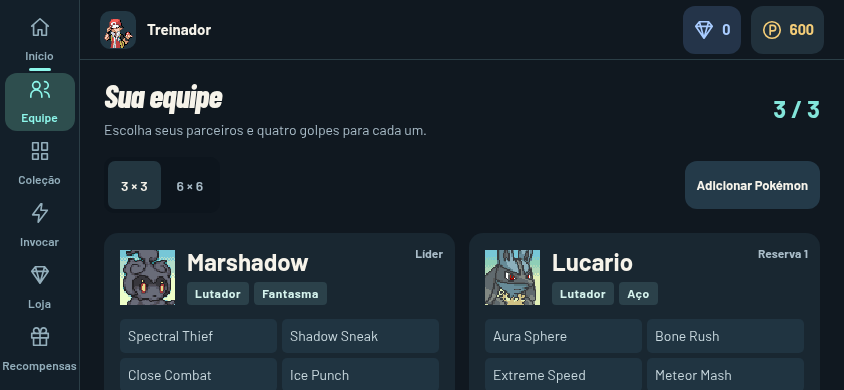 Início
Equipe
Coleção
Invocar
Loja
Recompensas
Treinador
0
600
Sua equipe
Escolha seus parceiros e quatro golpes para cada um.
3 / 3
3 × 3
6 × 6
Adicionar Pokémon
Marshadow
Líder
Lutador
Fantasma
Spectral Thief
Shadow Sneak
Close Combat
Ice Punch
Lucario
Reserva 1
Lutador
Aço
Aura Sphere
Bone Rush
Extreme Speed
Meteor Mash